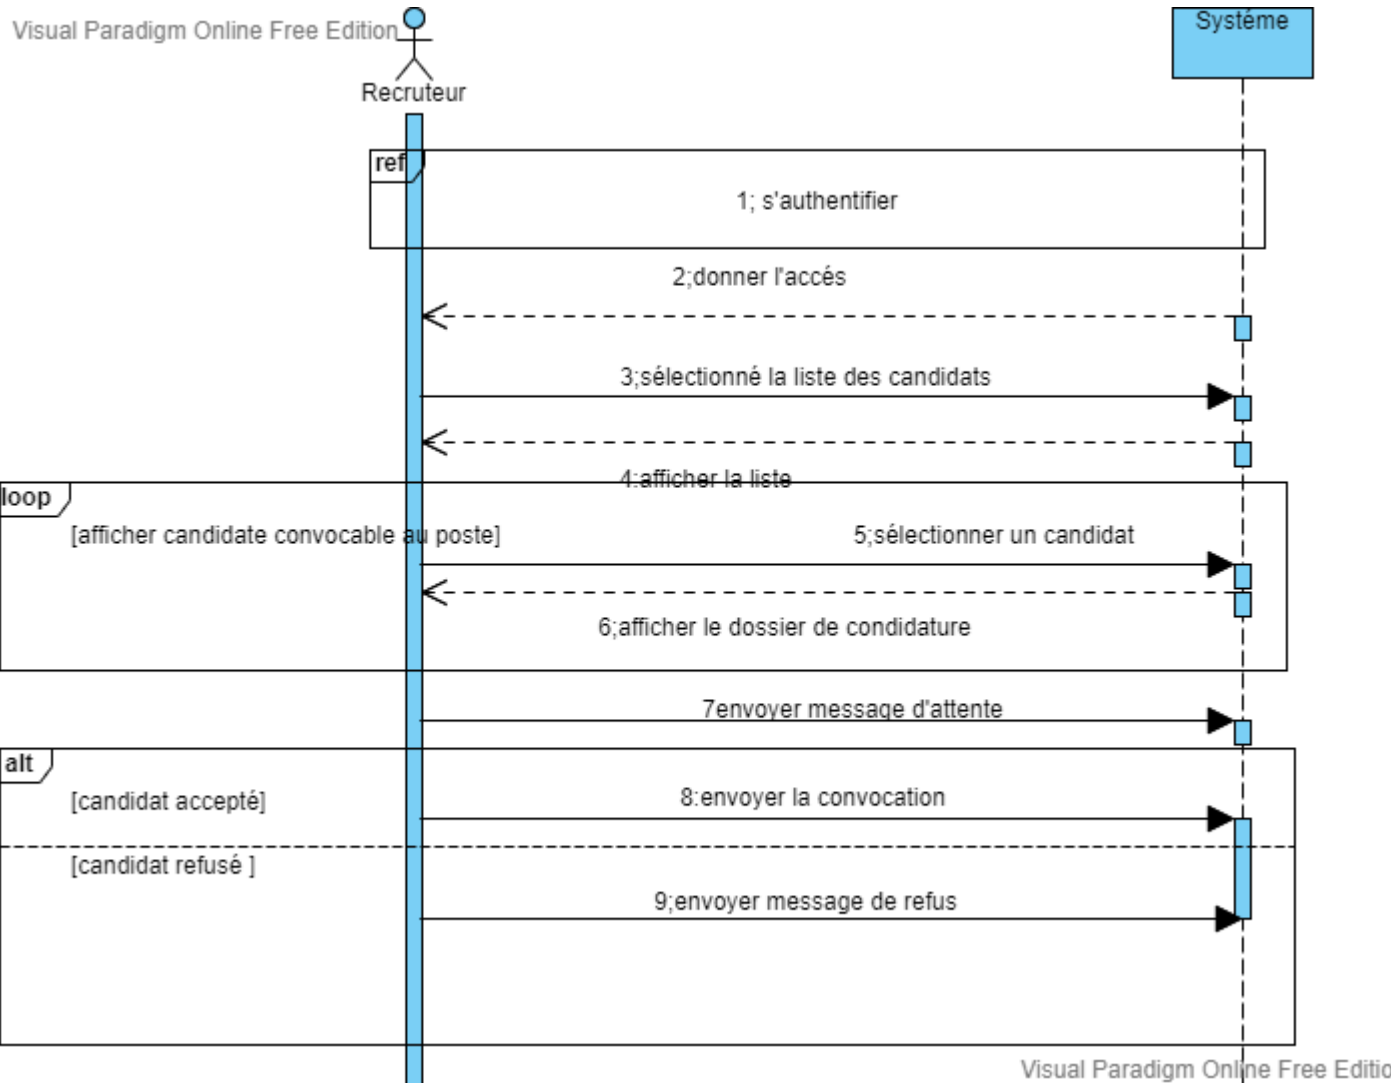 Visual Paradigm Online Free Edition
Systéme
Recruteur
ref
1; s'authentifier
2;donner l'accés
3;sélectionné la liste des candidats
4:afficher la liste
loop
[afficher candidate convocable au poste]
5;sélectionner un candidat
6;afficher le dossier de condidature
7envoyer message d'attente
alt
[candidat accepté]
8:envoyer la convocation
[candidat refusé ]
9;envoyer message de refus
Visual Paradigm Online Free Editio